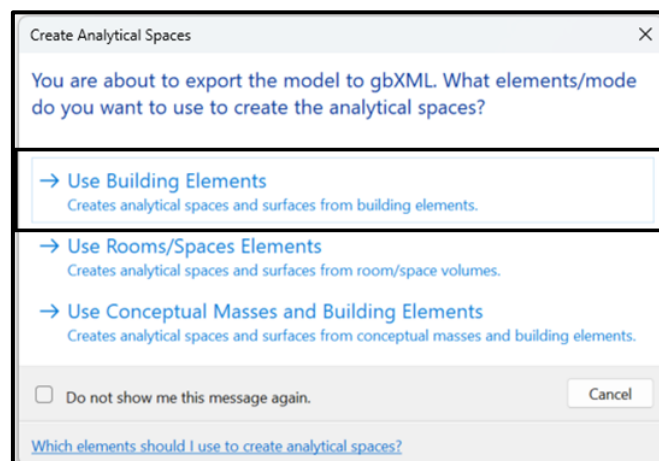 Create Analytical Spaces
You are about to export the model to gbXML. What elements/mode
do you want to use to create the analytical spaces?
→ Use Building Elements
Creates analytical spaces and surfaces from building elements.
→ Use Rooms/Spaces Elements
Creates analytical spaces and surfaces from room/space volumes.
→ Use Conceptual Masses and Building Elements
Creates analytical spaces and surfaces from conceptual masses and building elements.
Do not show me this message again.
Cancel
Which elements should I use to create analytical spaces?